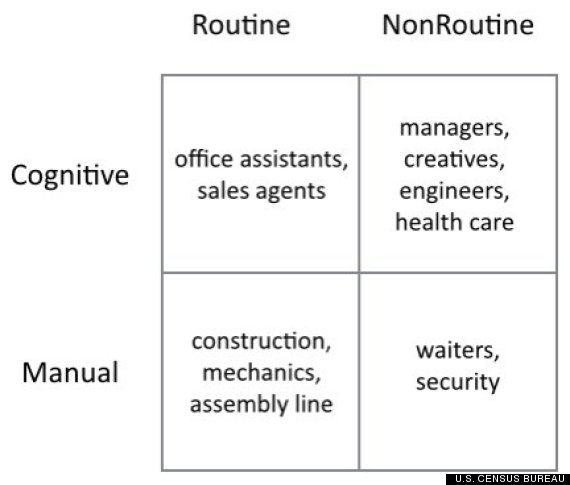 Routine NonRoutine
Cognitive
office assistants,
sales agents
managers,
creatives,
engineers,
health care
Manual
construction,
mechanics,
assembly line
waiters,
security
U.S. CENSUS BUREAU